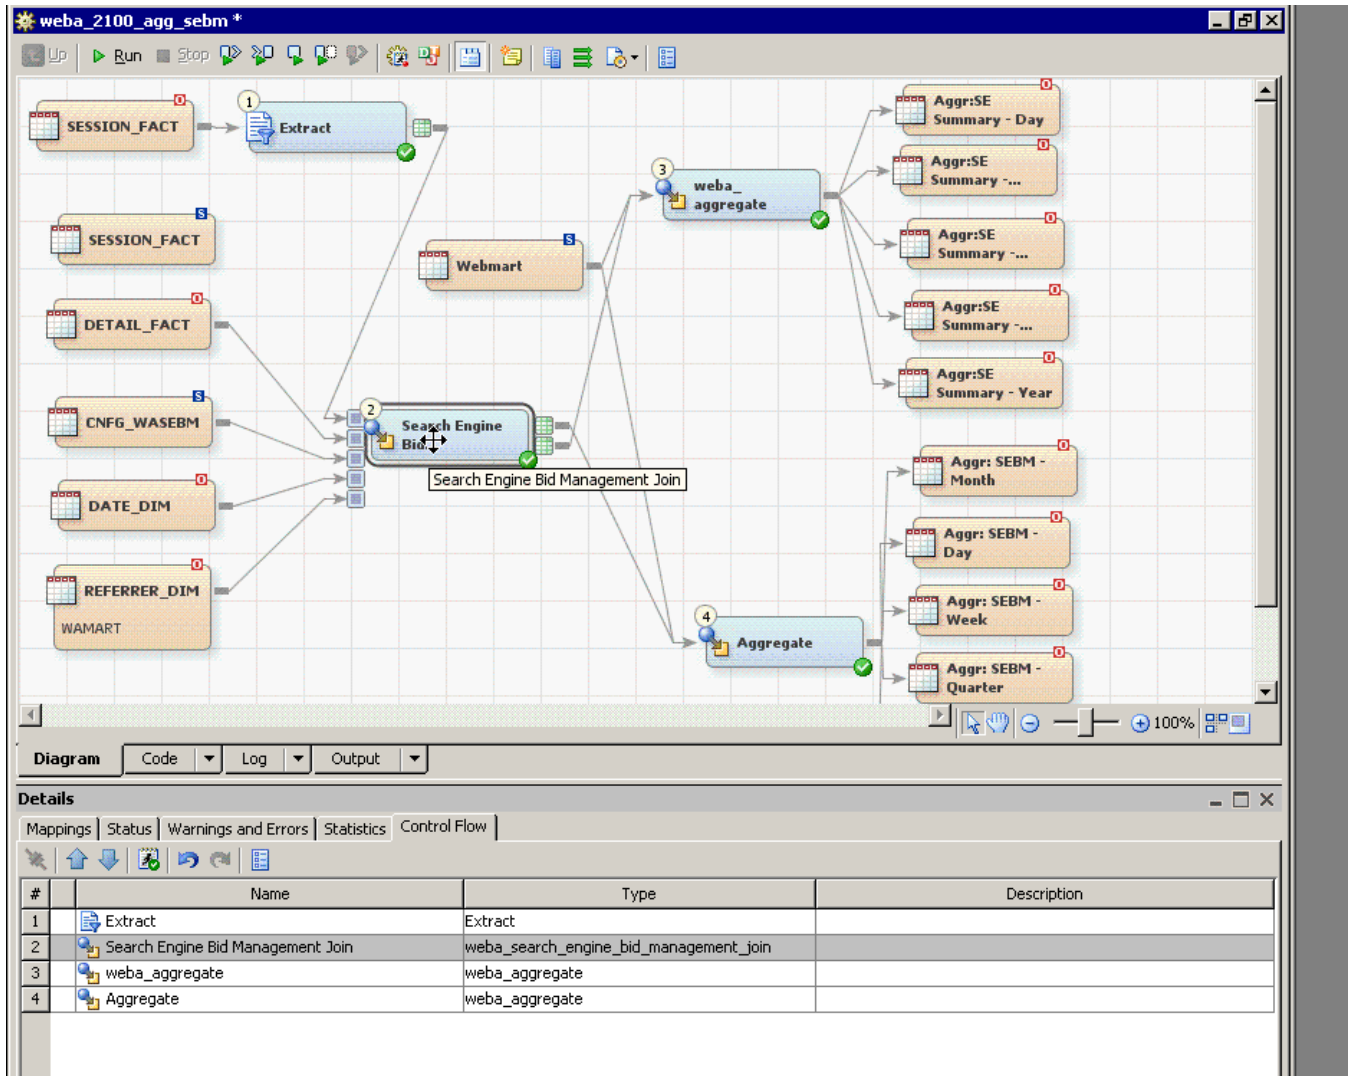 weba_2100_agg_sebm *
Up Run Stop
SESSION_FACT
O
1
Extract
O
Aggr:SE
Summary - Day
O
Aggr:SE
Summary -...
3
weba_
aggregate
S
SESSION_FACT
S
Webmart
O
Aggr:SE
Summary -...
O
DETAIL_FACT
O
Aggr:SE
Summary -...
O
Aggr:SE
Summary - Year
S
CNFG_WASEBM
2
Search Engine
Bid
Search Engine Bid Management Join
O
Aggr: SEBM -
Month
O
DATE_DIM
O
Aggr: SEBM -
Day
O
REFERRER_DIM
WAMART
O
Aggr: SEBM -
Week
4
Aggregate
O
Aggr: SEBM -
Quarter
100%
Diagram Code Log Output
Details
Mappings Status Warnings and Errors Statistics Control Flow
# Name Type Description
1 Extract Extract
2 Search Engine Bid Management Join weba_search_engine_bid_management_join
3 weba_aggregate weba_aggregate
4 Aggregate weba_aggregate